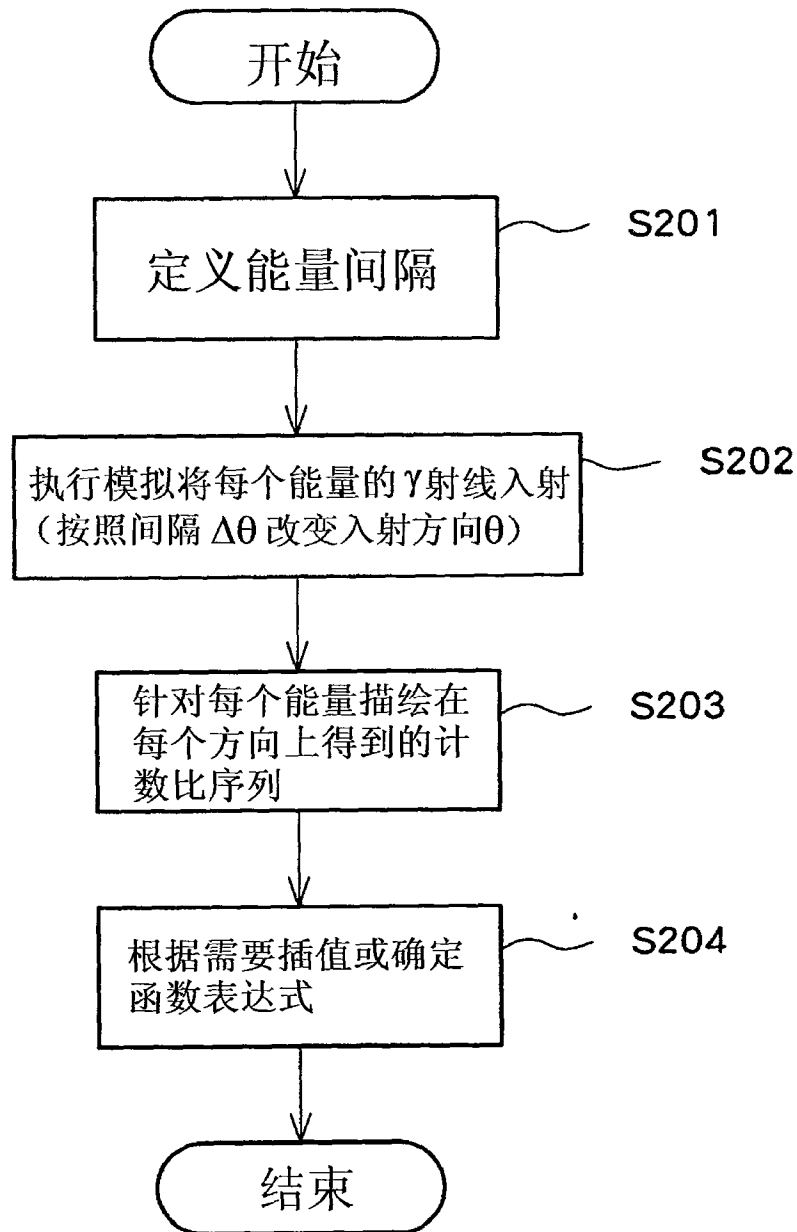 开始
定义能量间隔
S201
执行模拟将每个能量的γ射线入射
（按照间隔 Δθ 改变入射方向θ）
S202
针对每个能量描绘在
每个方向上得到的计
数比序列
S203
根据需要插值或确定
函数表达式
S204
结束